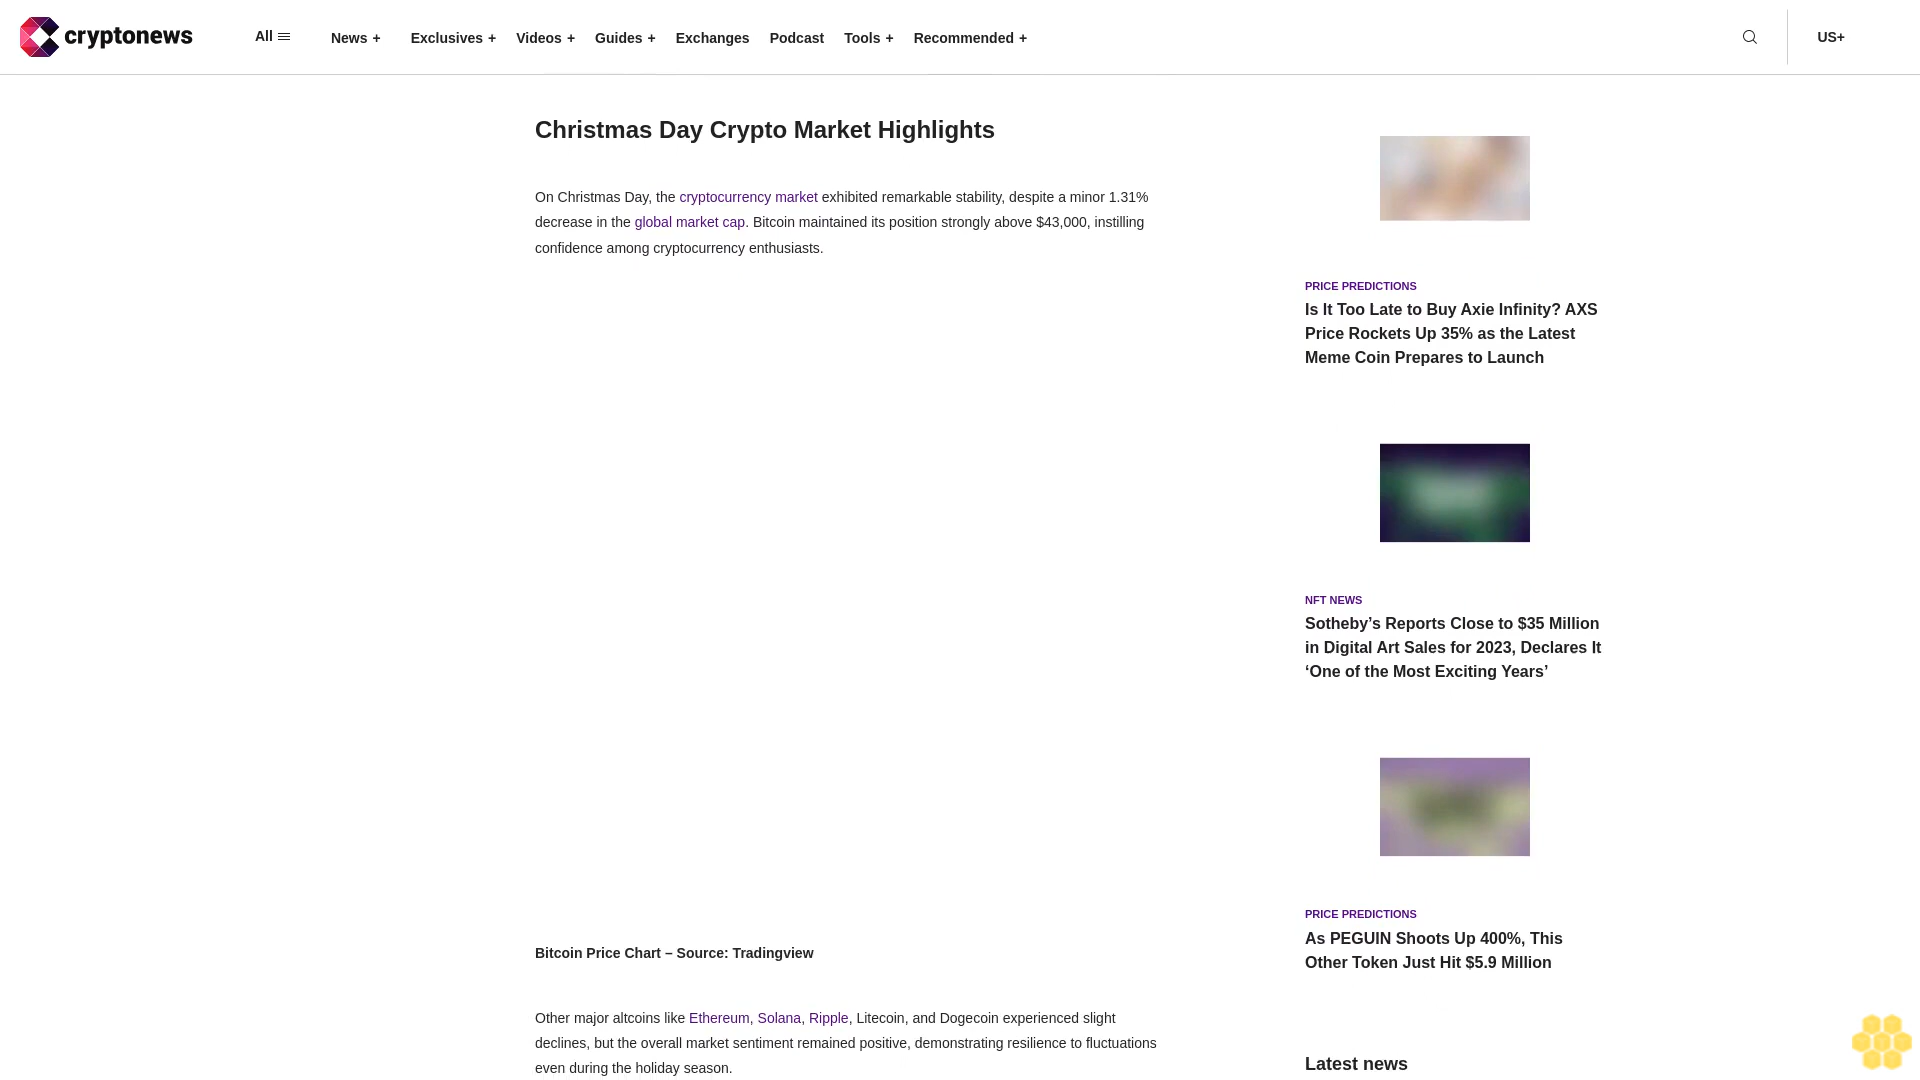 cryptonews
All
News +
Exclusives +
Videos +
Guides +
Exchanges
Podcast
Tools +
Recommended +
US+
Christmas Day Crypto Market Highlights
On Christmas Day, the cryptocurrency market exhibited remarkable stability, despite a minor 1.31%
decrease in the global market cap. Bitcoin maintained its position strongly above $43,000, instilling
confidence among cryptocurrency enthusiasts.
Bitcoin Price Chart – Source: Tradingview
Other major altcoins like Ethereum, Solana, Ripple, Litecoin, and Dogecoin experienced slight
declines, but the overall market sentiment remained positive, demonstrating resilience to fluctuations
even during the holiday season.
PRICE PREDICTIONS
Is It Too Late to Buy Axie Infinity? AXS
Price Rockets Up 35% as the Latest
Meme Coin Prepares to Launch
NFT NEWS
Sotheby’s Reports Close to $35 Million
in Digital Art Sales for 2023, Declares It
‘One of the Most Exciting Years’
PRICE PREDICTIONS
As PEGUIN Shoots Up 400%, This
Other Token Just Hit $5.9 Million
Latest news